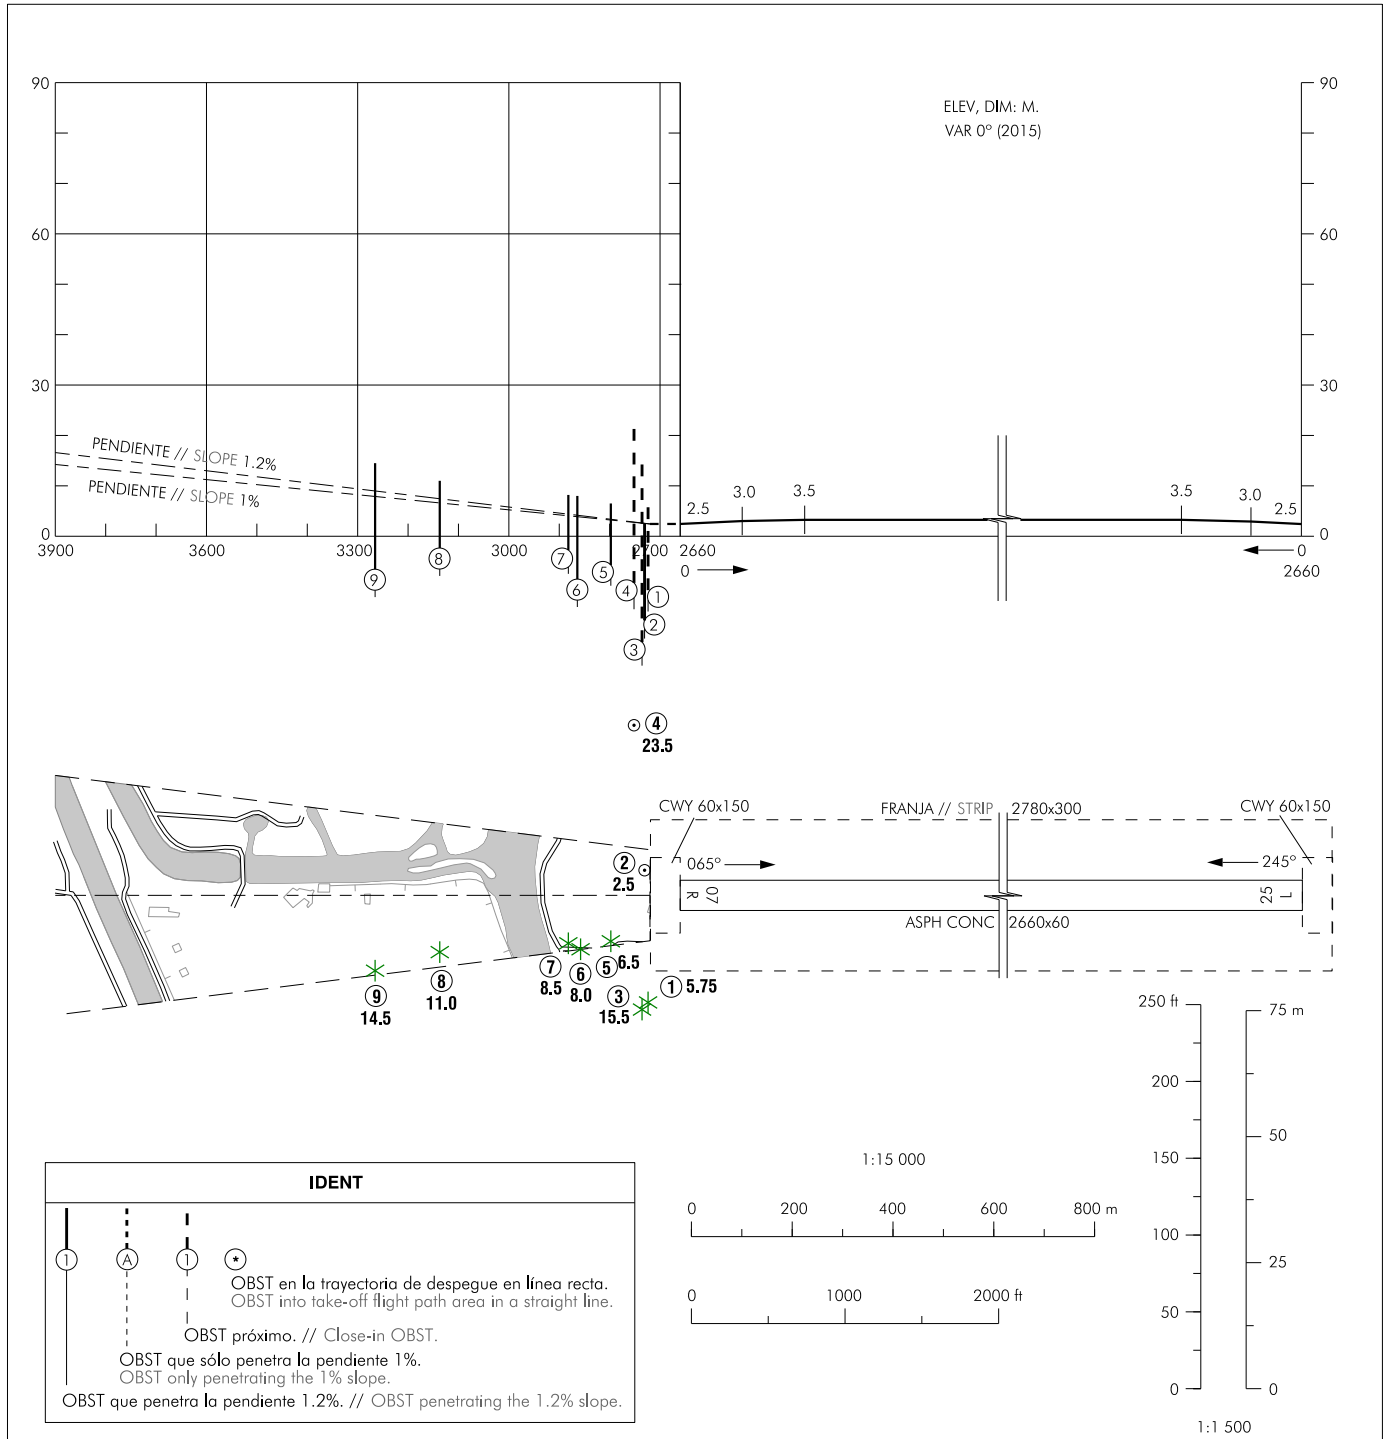 90
90
ELEV, DIM: M.
VAR 0° (2015)
60
60
30
30
PENDIENTE // SLOPE 1.2%
PENDIENTE // SLOPE 1%
2.5
3.0
3.5
3.5
3.0
2.5
0
3900
3600
3300
3000
2700
2660
0
0
2660
9
8
7
6
5
4
3
2
1
4
23.5
CWY 60x150
FRANJA // STRIP 2780x300
CWY 60x150
2
2.5
065°
245°
07
R
25
L
ASPH CONC 2660x60
7
8.5
6
8.0
5
6.5
9
14.5
8
11.0
3
15.5
1 5.75
250 ft
200
150
100
50
0
75 m
50
25
0
1:1 500
1:15 000
0 200 400 600 800 m
0 1000 2000 ft
IDENT
1 A 1 *
OBST en la trayectoria de despegue en línea recta.
OBST into take-off flight path area in a straight line.
OBST próximo. // Close-in OBST.
OBST que sólo penetra la pendiente 1%.
OBST only penetrating the 1% slope.
OBST que penetra la pendiente 1.2%. // OBST penetrating the 1.2% slope.